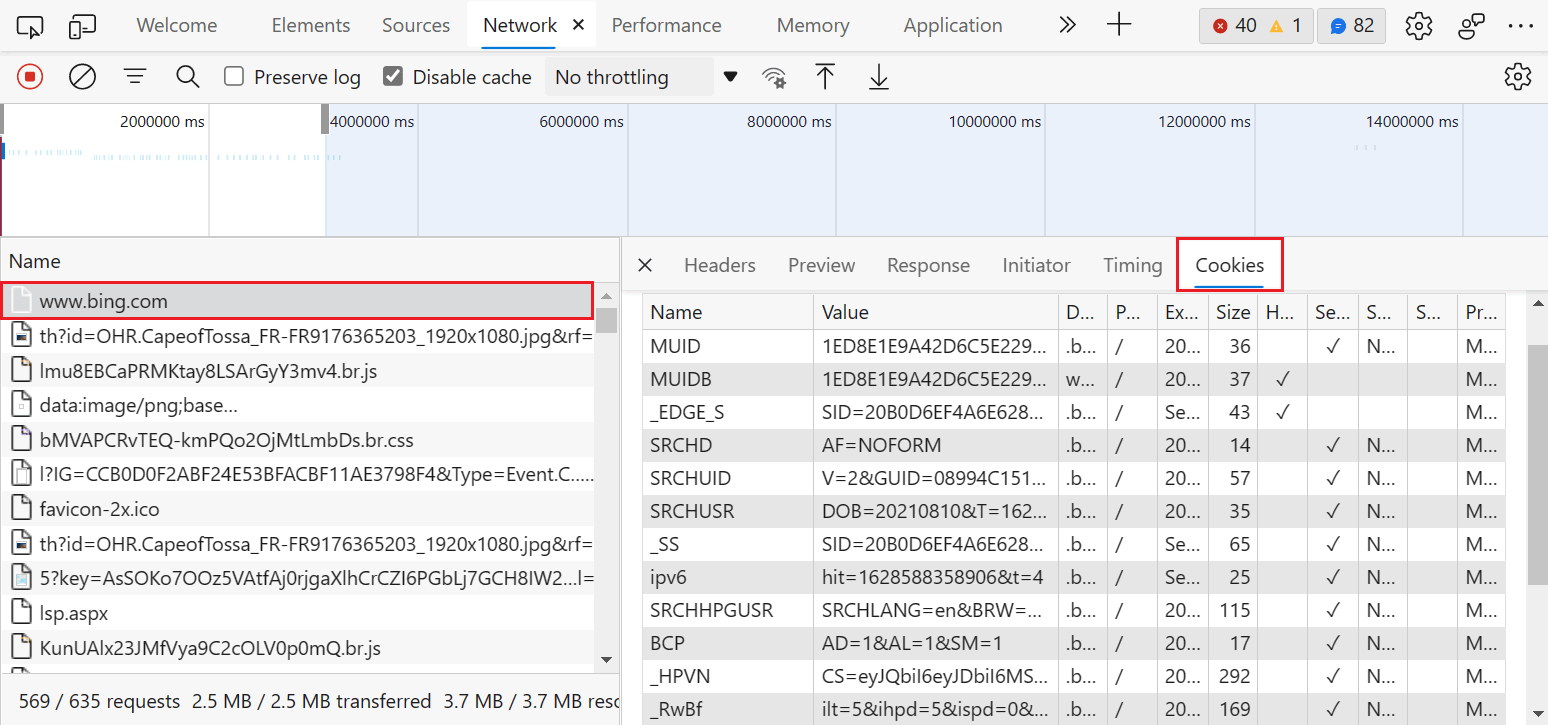 Welcome Elements Sources Network Performance Memory Application 40 1 82
Preserve log Disable cache No throttling
2000000 ms 4000000 ms 6000000 ms 8000000 ms 10000000 ms 12000000 ms 14000000 ms
Name
www.bing.com
th?id=OHR.CapeofTossa_FR-FR9176365203_1920x1080.jpg&rf=
lmu8EBCaPRMKtay8LSArGyY3mv4.br.js
data:image/png;base...
bMVAPCRvTEQ-kmPQo2OjMtLmbDs.br.css
l?IG=CCB0D0F2ABF24E53BFACBF11AE3798F4&Type=Event.C......
favicon-2x.ico
th?id=OHR.CapeofTossa_FR-FR9176365203_1920x1080.jpg&rf=
5?key=AsSOKo7OOz5VAtfAj0rjgaXlhCrCZI6PGbLj7GCH8IW2...l=
lsp.aspx
KunUAlx23JMfVya9C2cOLV0p0mQ.br.js
569 / 635 requests 2.5 MB / 2.5 MB transferred 3.7 MB / 3.7 MB resc
Headers Preview Response Initiator Timing Cookies
Name Value D... P... Ex... Size H... Se... S... S... Pr...
MUID 1ED8E1E9A42D6C5E229... .b... / 20... 36 ✓ N... M...
MUIDB 1ED8E1E9A42D6C5E229... w... / 20... 37 ✓ M...
_EDGE_S SID=20B0D6EF4A6E628... .b... / Se... 43 ✓ M...
SRCHD AF=NOFORM .b... / 20... 14 ✓ N... M...
SRCHUID V=2&GUID=08994C151... .b... / 20... 57 ✓ N... M...
SRCHUSR DOB=20210810&T=162... .b... / 20... 35 ✓ N... M...
_SS SID=20B0D6EF4A6E628... .b... / Se... 65 ✓ N... M...
ipv6 hit=1628588358906&t=4 .b... / Se... 25 ✓ N... M...
SRCHHPGUSR SRCHLANG=en&BRW=... .b... / 20... 115 ✓ N... M...
BCP AD=1&AL=1&SM=1 .b... / 20... 17 ✓ N... M...
_HPVN CS=eyJQbiI6eyJDbiI6MS... .b... / 20... 292 ✓ N... M...
_RwBf ilt=5&ihpd=5&ispd=0&... .b... / 20... 169 ✓ N... M...